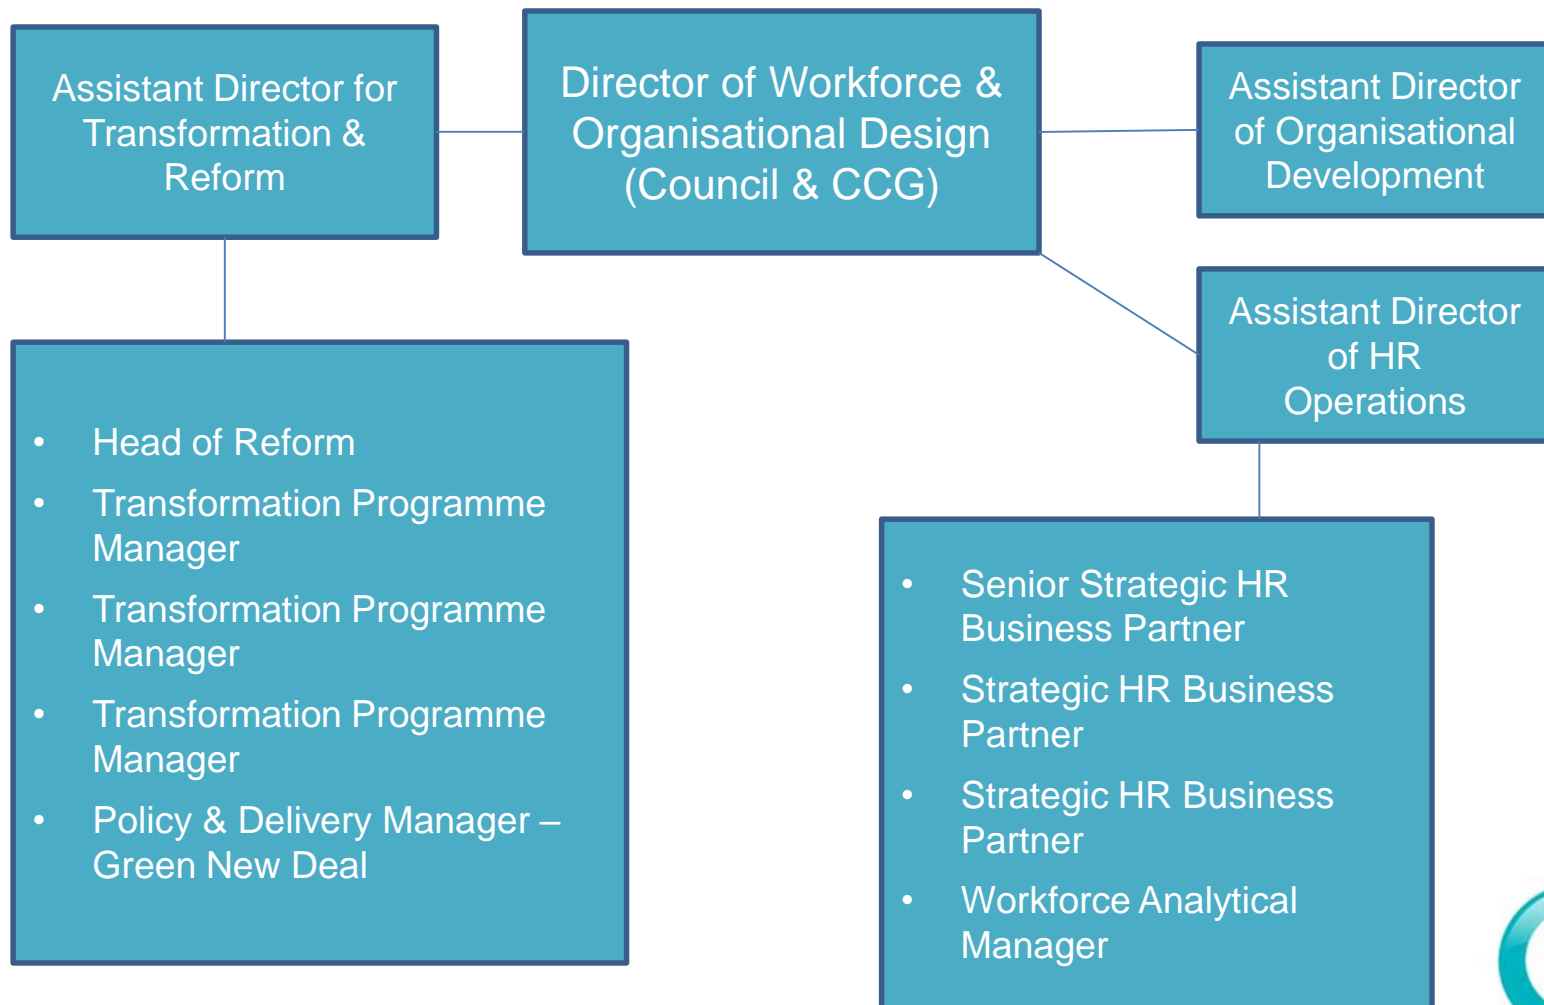 Assistant Director for
Transformation &
Reform
Director of Workforce &
Organisational Design
(Council & CCG)
Assistant Director
of Organisational
Development
Assistant Director
of HR
Operations
• Head of Reform
• Transformation Programme
Manager
• Transformation Programme
Manager
• Transformation Programme
Manager
• Policy & Delivery Manager –
Green New Deal
• Senior Strategic HR
Business Partner
• Strategic HR Business
Partner
• Strategic HR Business
Partner
• Workforce Analytical
Manager